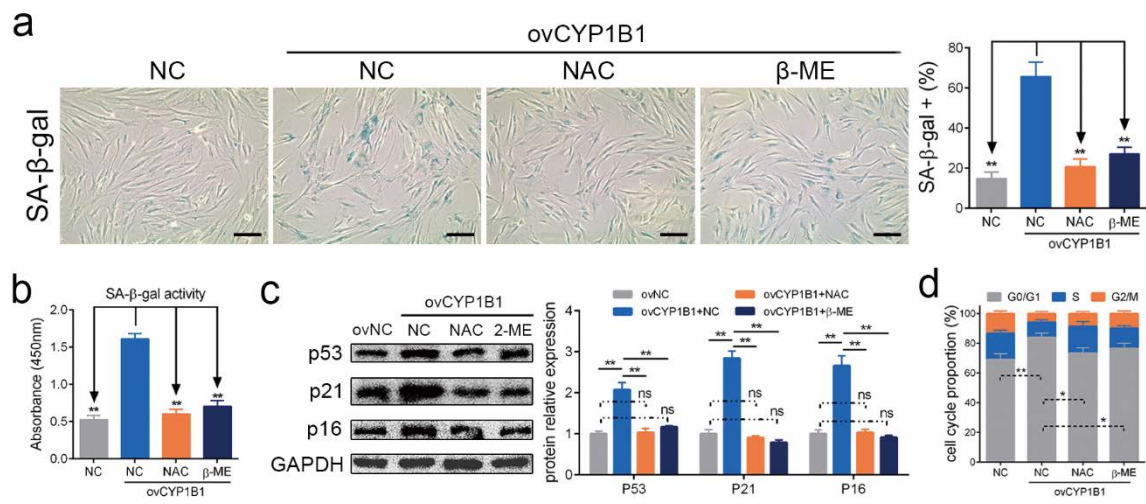 a
ovCYP1B1
NC NC NAC β-ME
SA-β-gal
SA-β-gal + (%)
80
60
40
20
0
** ** **
NC NC NAC β-ME
ovCYP1B1
b
SA-β-gal activity
Absorbance (450nm)
2.0
1.5
1.0
0.5
0.0
** ** **
NC NC NAC β-ME
ovCYP1B1
c
ovCYP1B1
ovNC NC NAC 2-ME
p53
p21
p16
GAPDH
ovNC ovCYP1B1+NAC
ovCYP1B1+NC ovCYP1B1+β-ME
protein relative expression
4
3
2
1
0
** ** ** ns ns
** ** ** ns ns
** ** ** ns ns
P53 P21 P16
d
G0/G1 S G2/M
cell cycle proportion (%)
100
80
60
40
20
0
** * *
NC NC NAC β-ME
ovCYP1B1